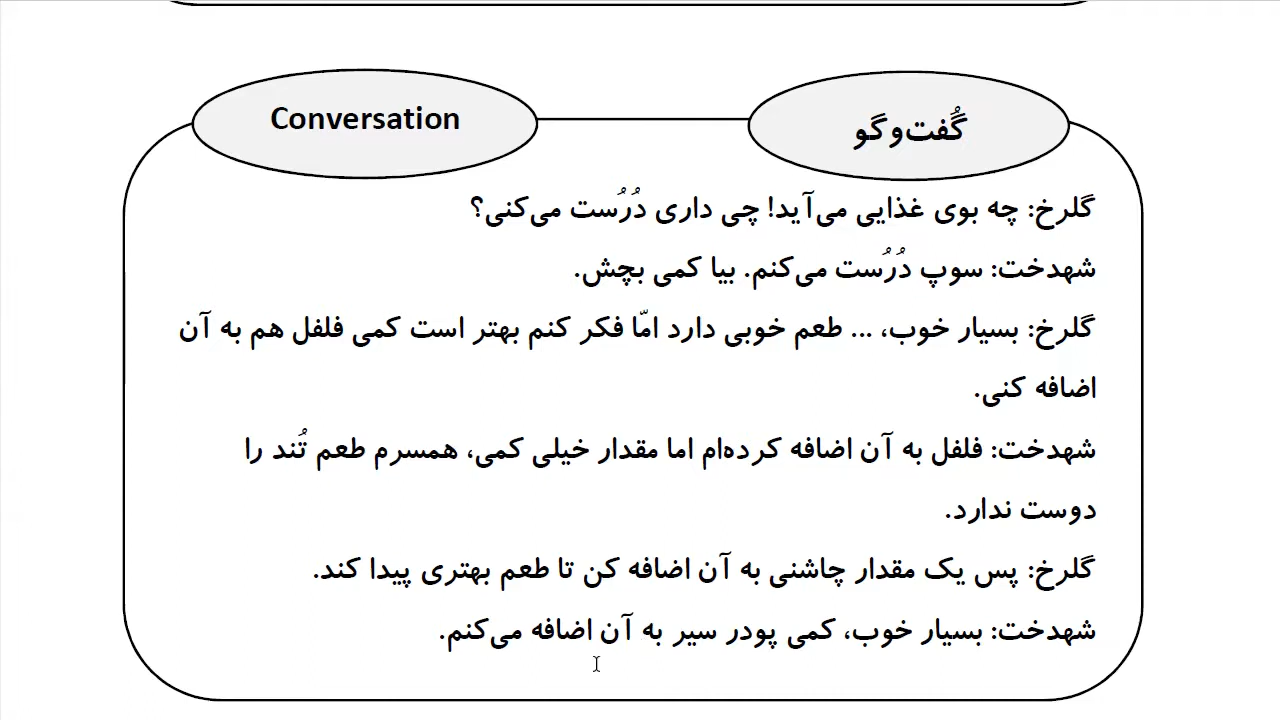 Conversation
گُفت‌وگو
گلرخ: چه بوی غذایی می‌آید! چی داری دُرُست می‌کنی؟
شهدخت: سوپ دُرُست می‌کنم. بیا کمی بچش.
گلرخ: بسیار خوب، ... طعم خوبی دارد امّا فکر کنم بهتر است کمی فلفل هم به آن
اضافه کنی.
شهدخت: فلفل به آن اضافه کرده‌ام اما مقدار خیلی کمی، همسرم طعم تُند را
دوست ندارد.
گلرخ: پس یک مقدار چاشنی به آن اضافه کن تا طعم بهتری پیدا کند.
شهدخت: بسیار خوب، کمی پودر سیر به آن اضافه می‌کنم.